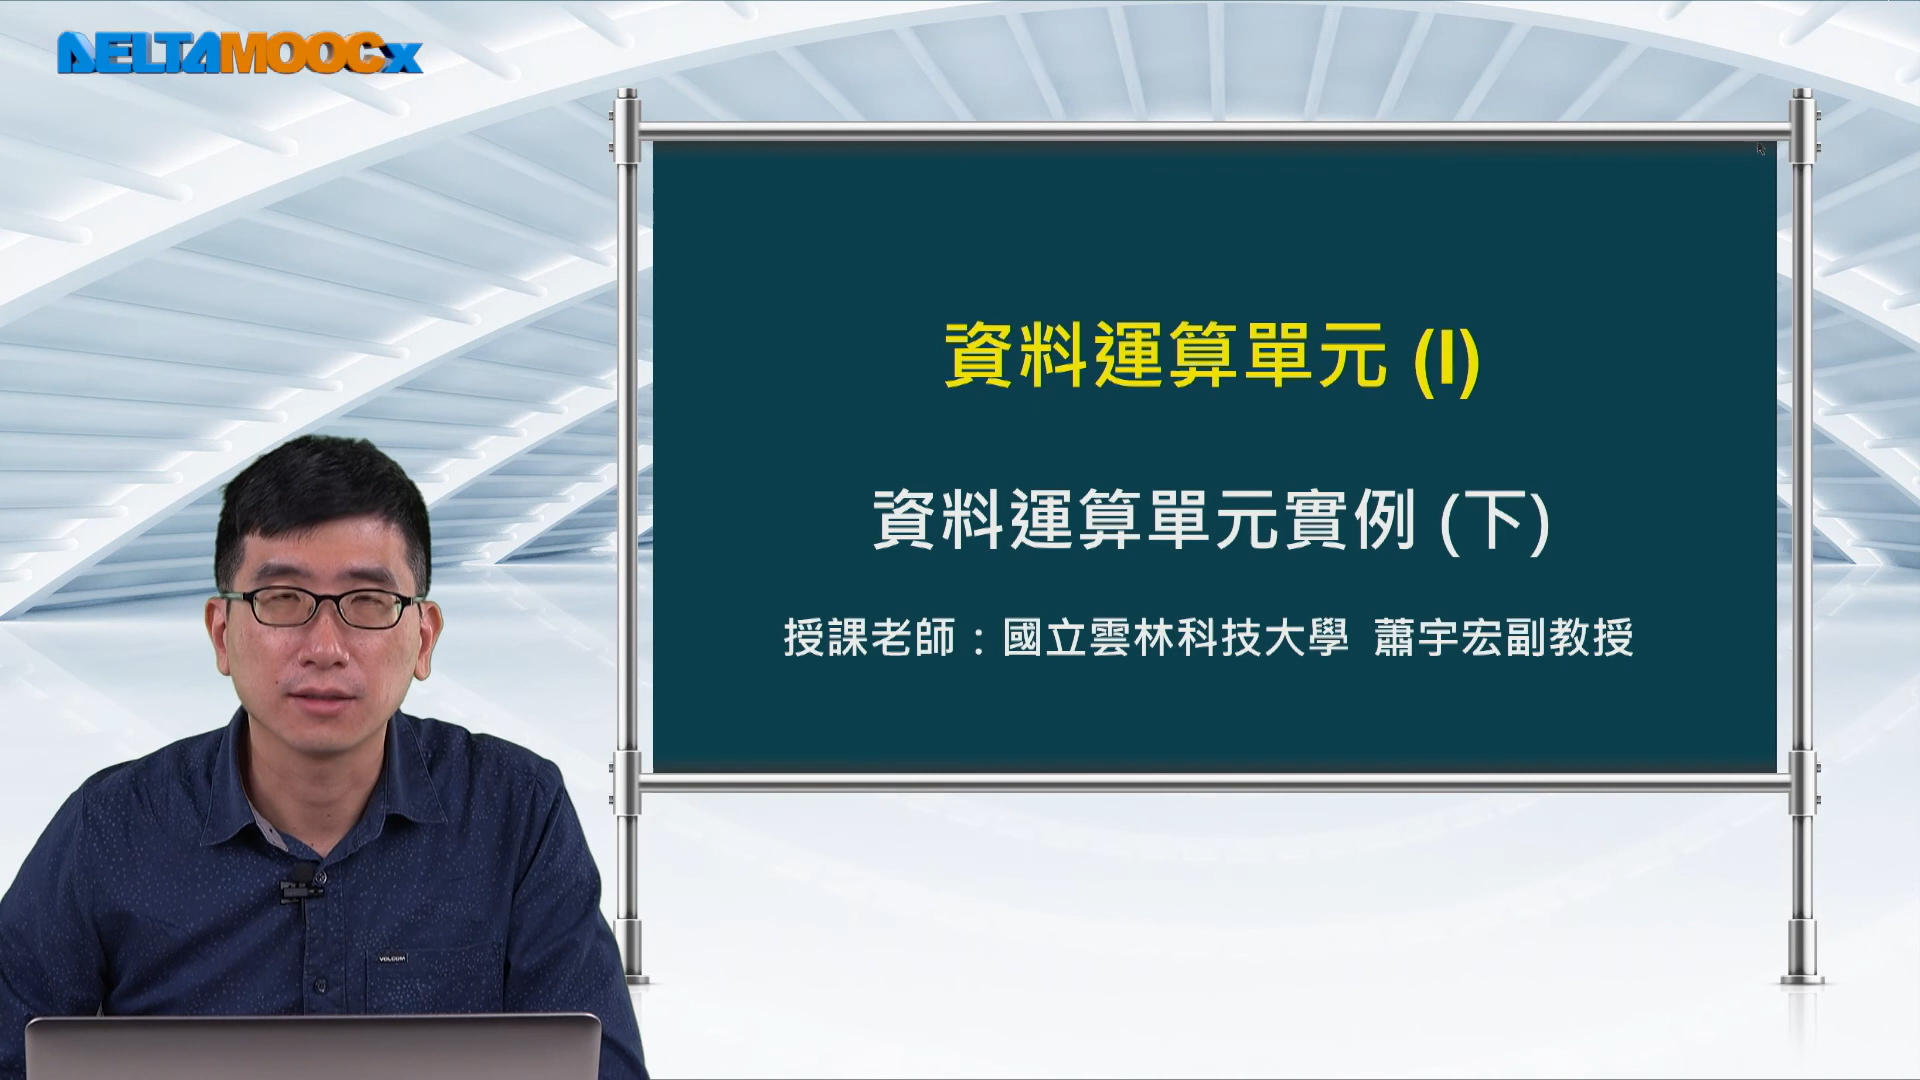 DELTAMOOCx
資料運算單元 (I)
資料運算單元實例 (下)
授課老師：國立雲林科技大學 蕭宇宏副教授
VOLCOM